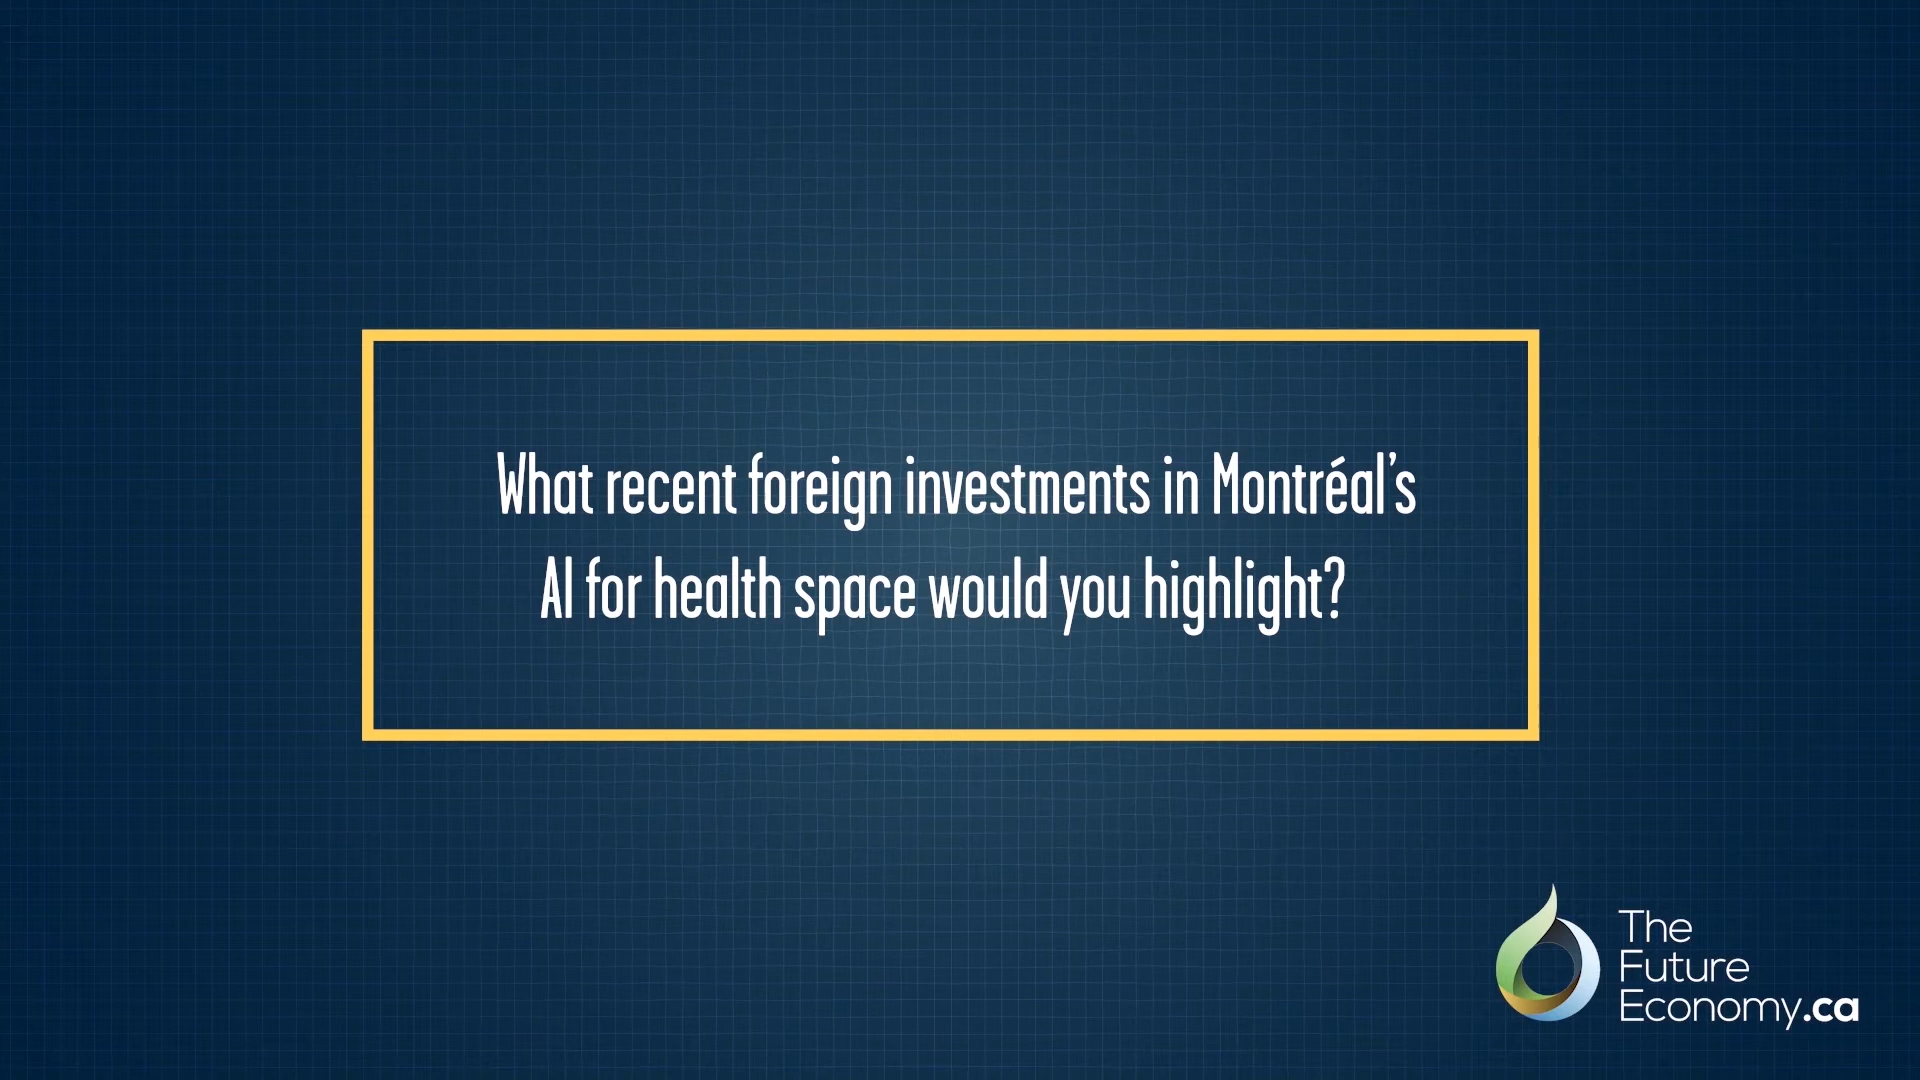 What recent foreign investments in Montréal’s
AI for health space would you highlight?
The
Future
Economy.ca